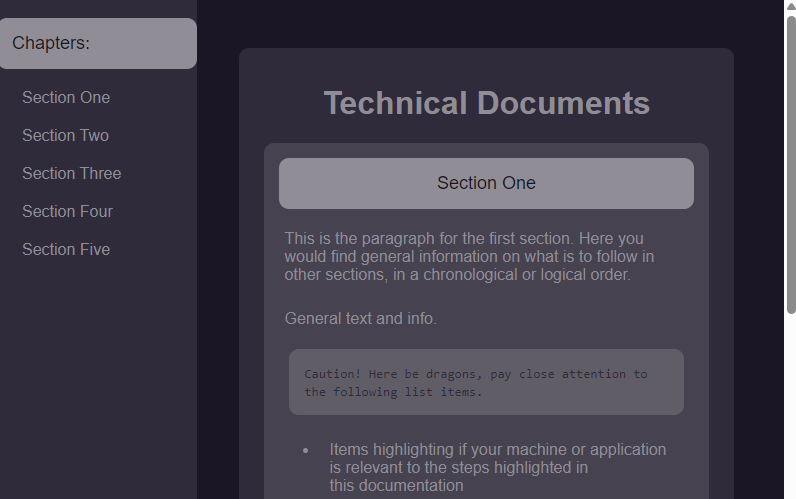 Chapters:
Section One
Section Two
Section Three
Section Four
Section Five
Technical Documents
Section One
This is the paragraph for the first section. Here you
would find general information on what is to follow in
other sections, in a chronological or logical order.
General text and info.
Caution! Here be dragons, pay close attention to
the following list items.
• Items highlighting if your machine or application
is relevant to the steps highlighted in
this documentation